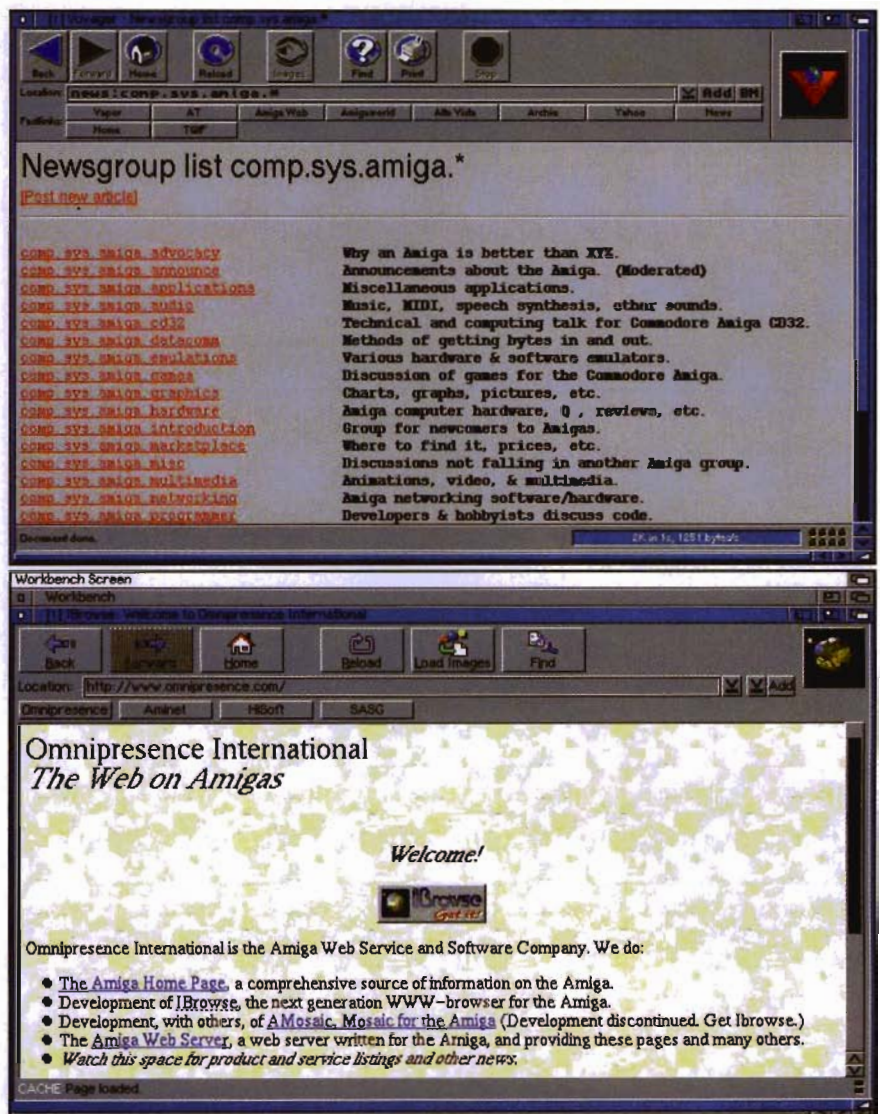 [1] Voyager - Newsgroup list comp.sys.amiga.*
Back Forward Home Reload Images Find Print Stop
Location: news:comp.sys.amiga.* Add BM
Fastlinks: Vapor AT Amiga Web Amigaworld Alta Vista Archie Yahoo News
Home TGIF
Newsgroup list comp.sys.amiga.*
[Post new article]
comp.sys.amiga.advocacy Why an Amiga is better than XYZ.
comp.sys.amiga.announce Announcements about the Amiga. (Moderated)
comp.sys.amiga.applications Miscellaneous applications.
comp.sys.amiga.audio Music, MIDI, speech synthesis, other sounds.
comp.sys.amiga.cd32 Technical and computing talk for Commodore Amiga CD32.
comp.sys.amiga.datacomm Methods of getting bytes in and out.
comp.sys.amiga.emulations Various hardware & software emulators.
comp.sys.amiga.games Discussion of games for the Commodore Amiga.
comp.sys.amiga.graphics Charts, graphs, pictures, etc.
comp.sys.amiga.hardware Amiga computer hardware, Q , reviews, etc.
comp.sys.amiga.introduction Group for newcomers to Amigas.
comp.sys.amiga.marketplace Where to find it, prices, etc.
comp.sys.amiga.misc Discussions not falling in another Amiga group.
comp.sys.amiga.multimedia Animations, video, & multimedia.
comp.sys.amiga.networking Amiga networking software/hardware.
comp.sys.amiga.programmer Developers & hobbyists discuss code.
Document done. 2K in 1s, 1251 bytes/s
Workbench Screen
Workbench
[1] IBrowse: Welcome to Omnipresence International
Back Forward Home Reload Load Images Find
Location: http://www.omnipresence.com/ Add
Omnipresence Aminet HiSoft SASG
Omnipresence International
The Web on Amigas
Welcome!
IBrowse
Get it!
Omnipresence International is the Amiga Web Service and Software Company. We do:
● The Amiga Home Page, a comprehensive source of information on the Amiga.
● Development of IBrowse, the next generation WWW-browser for the Amiga.
● Development, with others, of AMosaic, Mosaic for the Amiga (Development discontinued. Get Ibrowse.)
● The Amiga Web Server, a web server written for the Amiga, and providing these pages and many others.
● Watch this space for product and service listings and other news.
CACHE Page loaded.